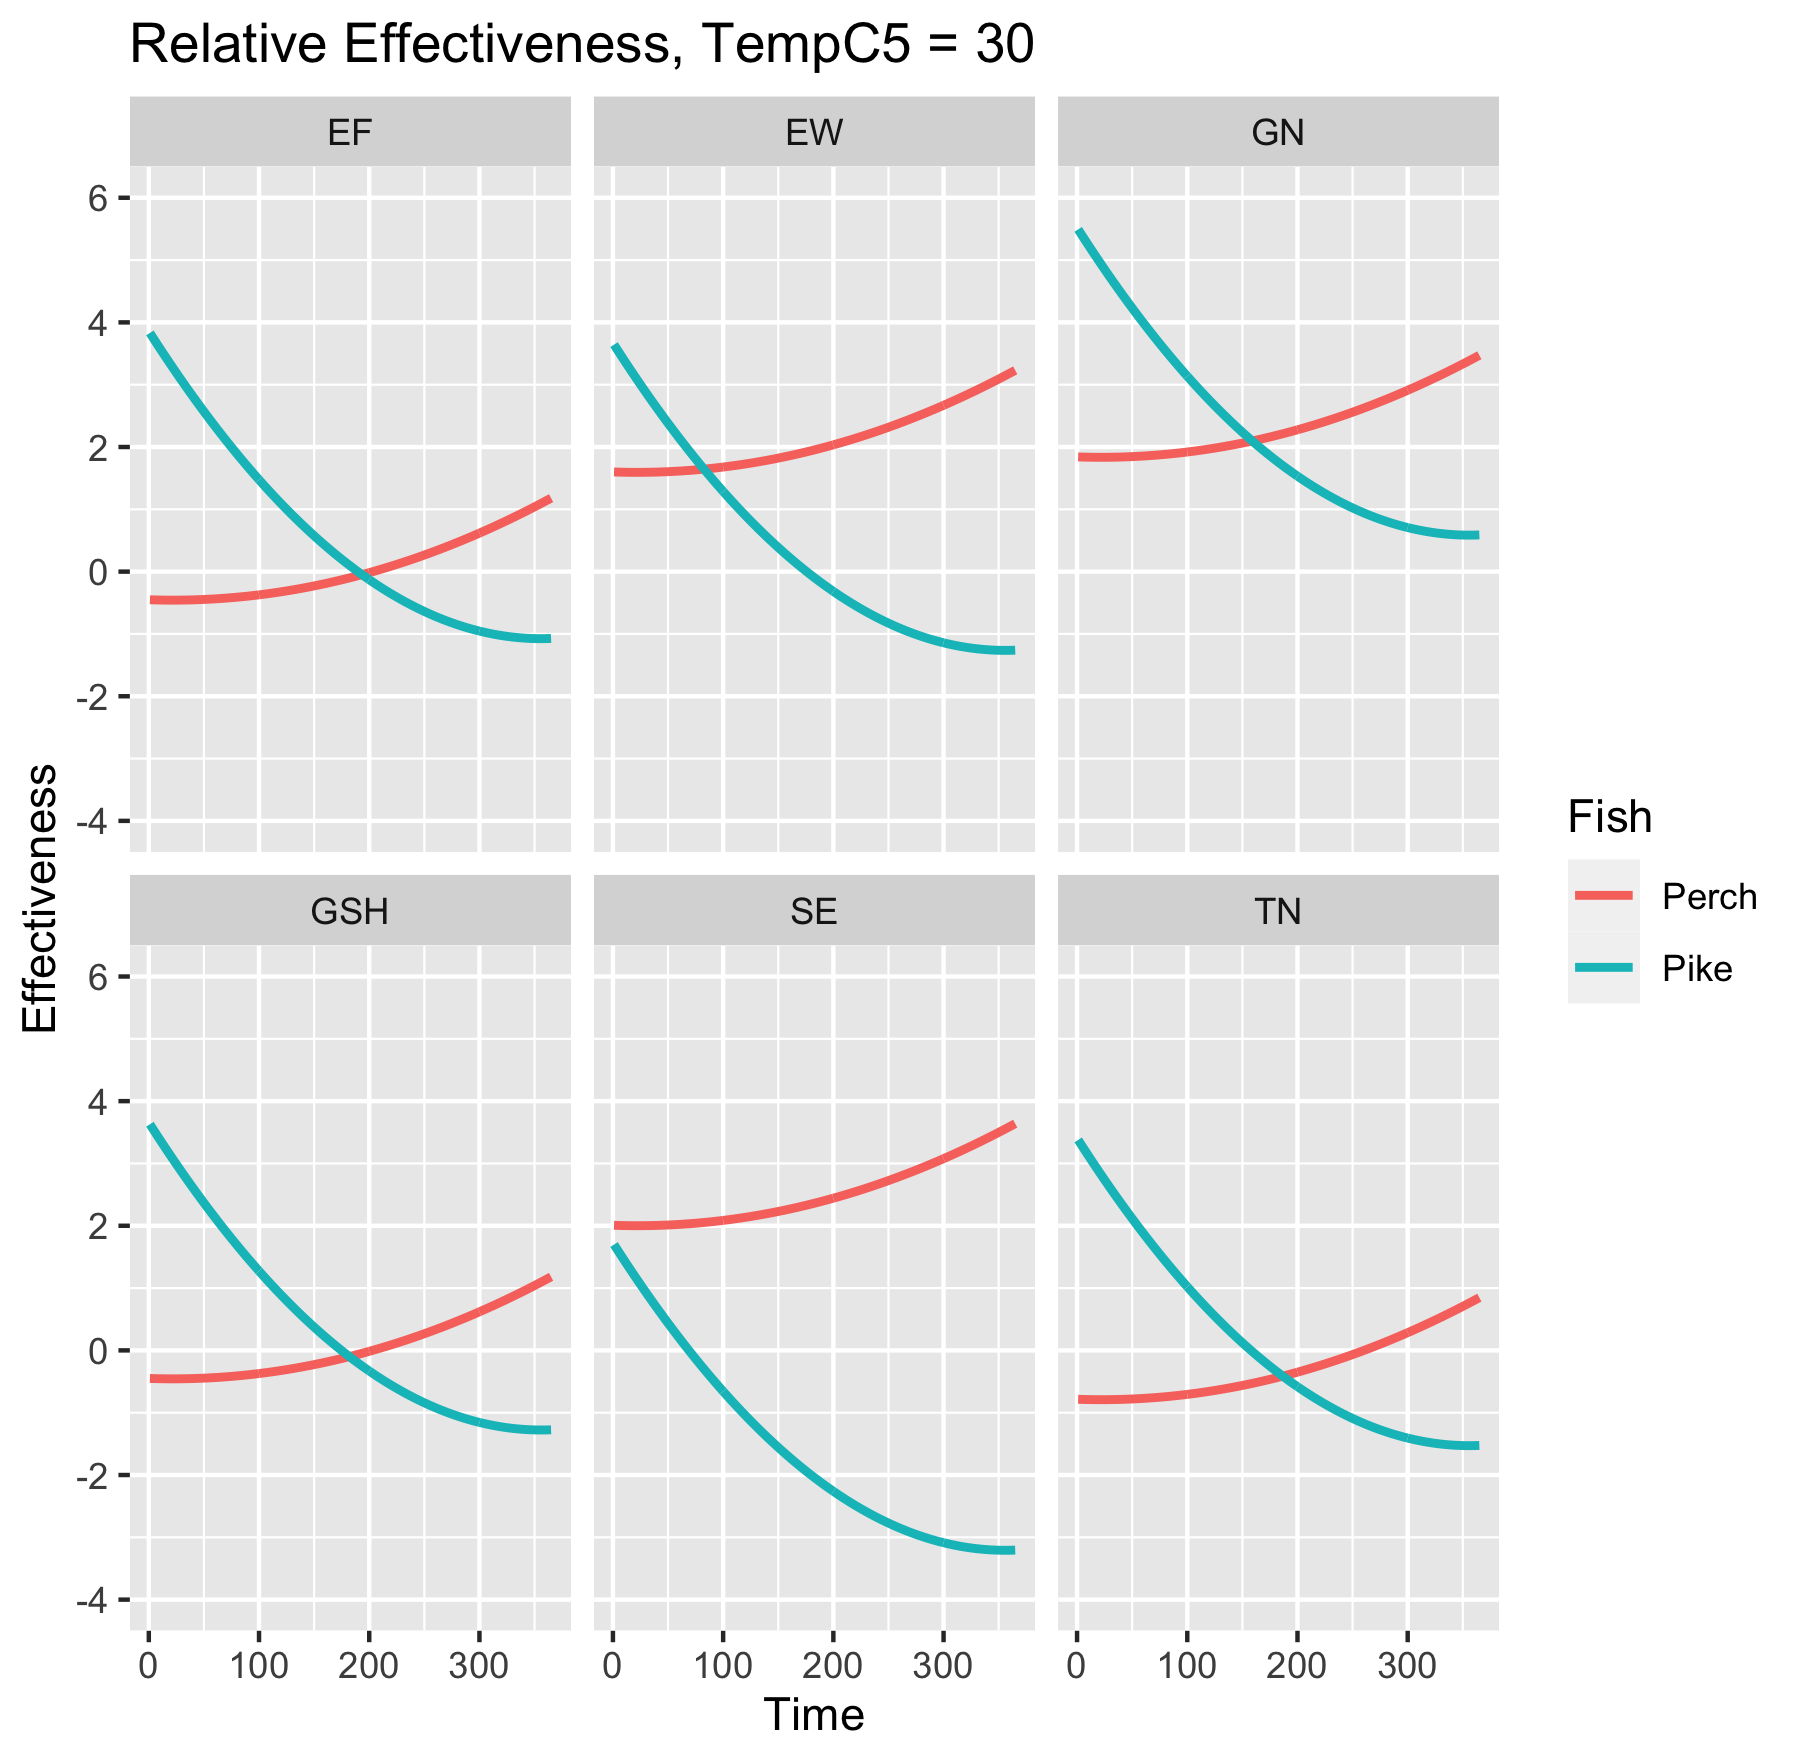 Relative Effectiveness, TempC5 = 30
EF
EW
GN
6
4
2
0
-2
-4
GSH
SE
TN
6
4
2
0
-2
-4
0 100 200 300
0 100 200 300
0 100 200 300
Time
Effectiveness
Fish
Perch
Pike